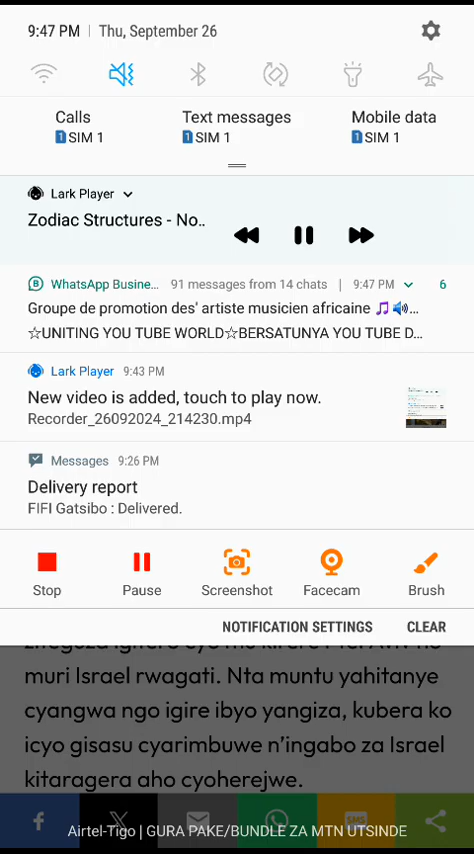 9:47 PM | Thu, September 26
Calls
1 SIM 1
Text messages
1 SIM 1
Mobile data
1 SIM 1
Lark Player
Zodiac Structures - No..
B WhatsApp Busine... 91 messages from 14 chats | 9:47 PM 6
Groupe de promotion des' artiste musicien africaine 🎵🔊...
☆UNITING YOU TUBE WORLD☆BERSATUNYA YOU TUBE D...
Lark Player 9:43 PM
New video is added, touch to play now.
Recorder_26092024_214230.mp4
Messages 9:26 PM
Delivery report
FIFI Gatsibo : Delivered.
Stop
Pause
Screenshot
Facecam
Brush
NOTIFICATION SETTINGS
CLEAR
muri Israel rwagati. Nta muntu yahitanye
cyangwa ngo igire ibyo yangiza, kubera ko
icyo gisasu cyarimbuwe n'ingabo za Israel
kitaragera aho cyoherejwe.
SMS
Airtel-Tigo | GURA PAKE/BUNDLE ZA MTN UTSINDE